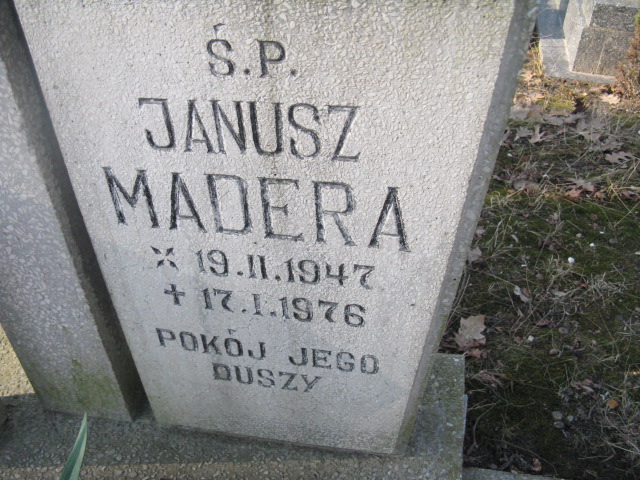 Ś.P.
JANUSZ
MADERA
* 19.II.1947
+ 17.I.1976
POKÓJ JEGO
DUSZY